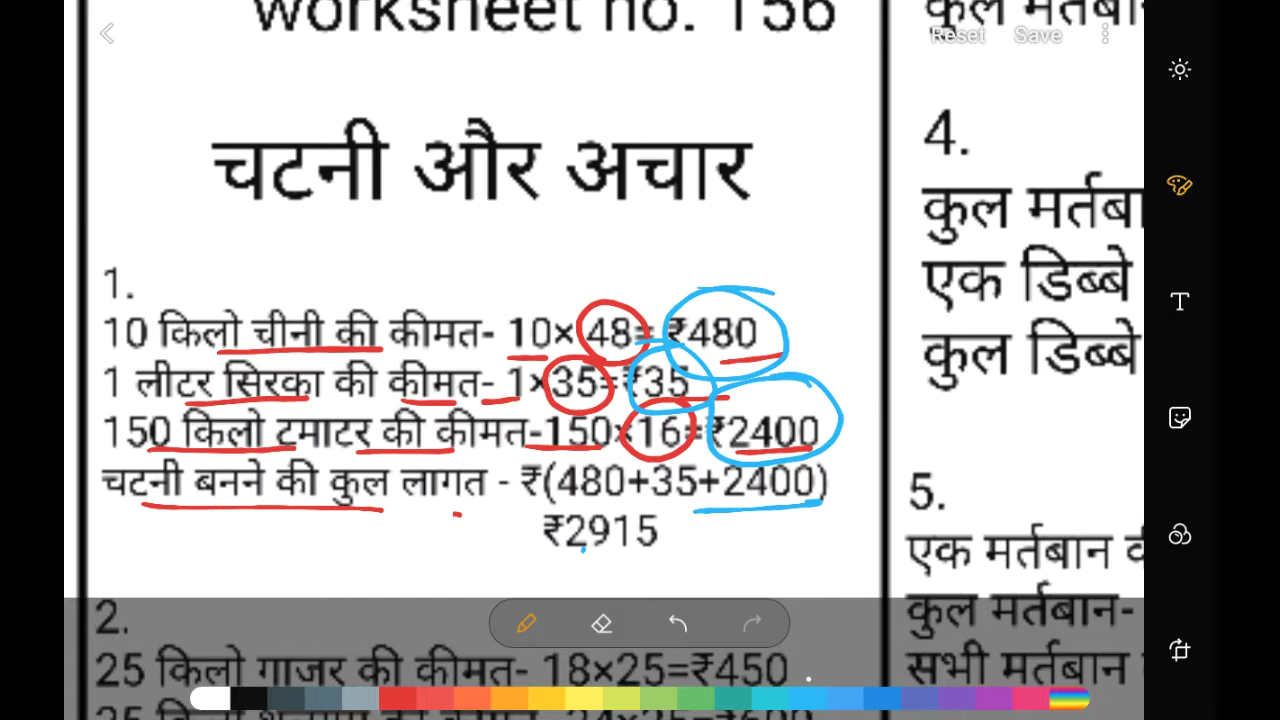 worksheet no. 156
Reset Save
चटनी और अचार
1.
10 किलो चीनी की कीमत- 10×48= ₹480
1 लीटर सिरका की कीमत- 1×35=₹35
150 किलो टमाटर की कीमत-150×16=₹2400
चटनी बनने की कुल लागत - ₹(480+35+2400)
₹2915
2.
25 किलो गाजर की कीमत- 18×25=₹450
4.
कुल
एक डिब्बे
कुल डिब्बे
5.
एक मर्तबान
कुल मर्तबान-
सभी मर्तबान